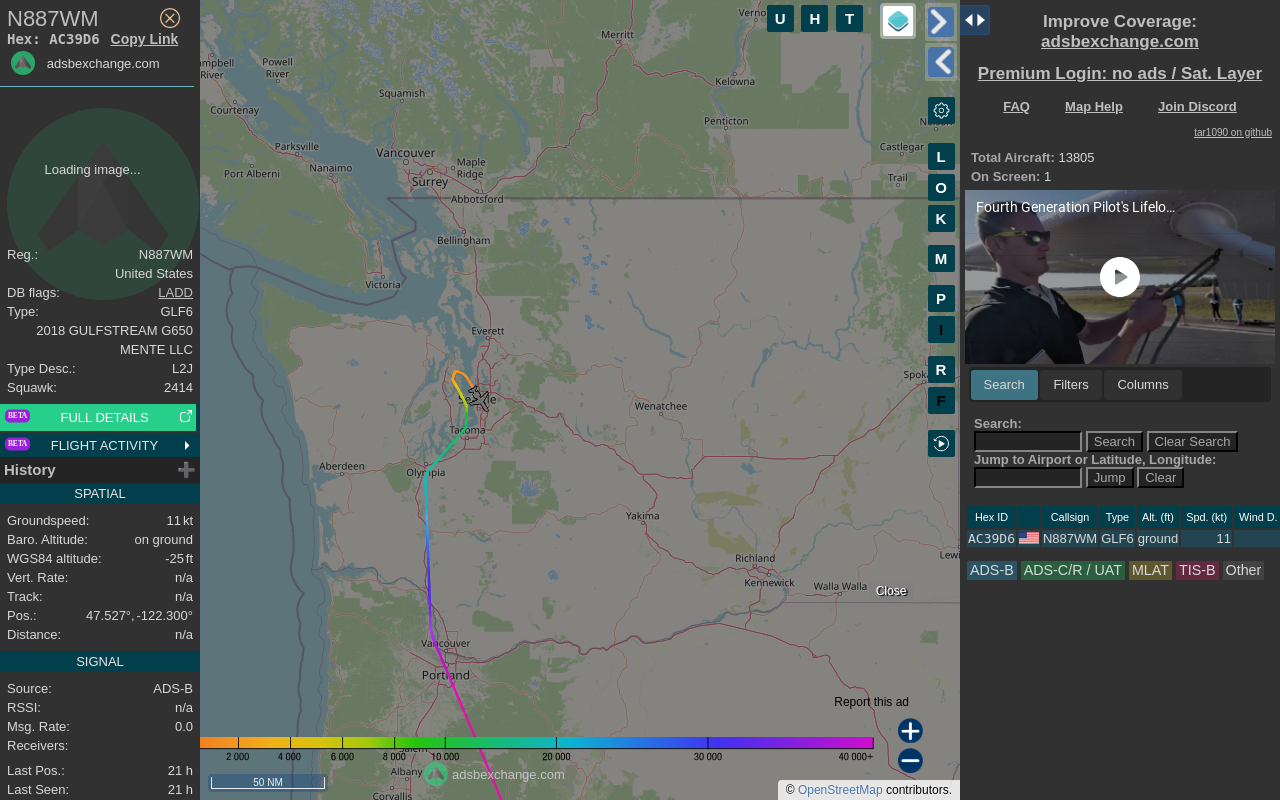 N887WM
Hex: AC39D6 Copy Link
adsbexchange.com
Loading image...
Reg.: N887WM
United States
DB flags: LADD
Type: GLF6
2018 GULFSTREAM G650
MENTE LLC
Type Desc.: L2J
Squawk: 2414
BETA FULL DETAILS
BETA FLIGHT ACTIVITY
History
SPATIAL
Groundspeed: 11 kt
Baro. Altitude: on ground
WGS84 altitude: -25 ft
Vert. Rate: n/a
Track: n/a
Pos.: 47.527°, -122.300°
Distance: n/a
SIGNAL
Source: ADS-B
RSSI: n/a
Msg. Rate: 0.0
Receivers:
Last Pos.: 21 h
Last Seen: 21 h
U H T
L
O
K
M
P
I
R
F
Merritt
Powell
River
River
Squamish
Kelowna
Courtenay
Penticton
Parksville
Nanaimo
Vancouver
Castlegar
Port Alberni
Maple
Ridge
Surrey
Trail
Abbotsford
Bellingham
Victoria
Everett
Wenatchee
Tacoma
Aberdeen
Olympia
Yakima
Richland
Kennewick
Walla Walla
Vancouver
Portland
Albany
Corvallis
Close
Report this ad
2 000 4 000 6 000 8 000 10 000 20 000 30 000 40 000+
adsbexchange.com
50 NM
© OpenStreetMap contributors.
Improve Coverage:
adsbexchange.com
Premium Login: no ads / Sat. Layer
FAQ Map Help Join Discord
tar1090 on github
Total Aircraft: 13805
On Screen: 1
Fourth Generation Pilot's Lifelo...
Search Filters Columns
Search:
Search Clear Search
Jump to Airport or Latitude, Longitude:
Jump Clear
Hex ID Callsign Type Alt. (ft) Spd. (kt) Wind D.
AC39D6 N887WM GLF6 ground 11
ADS-B ADS-C/R / UAT MLAT TIS-B Other